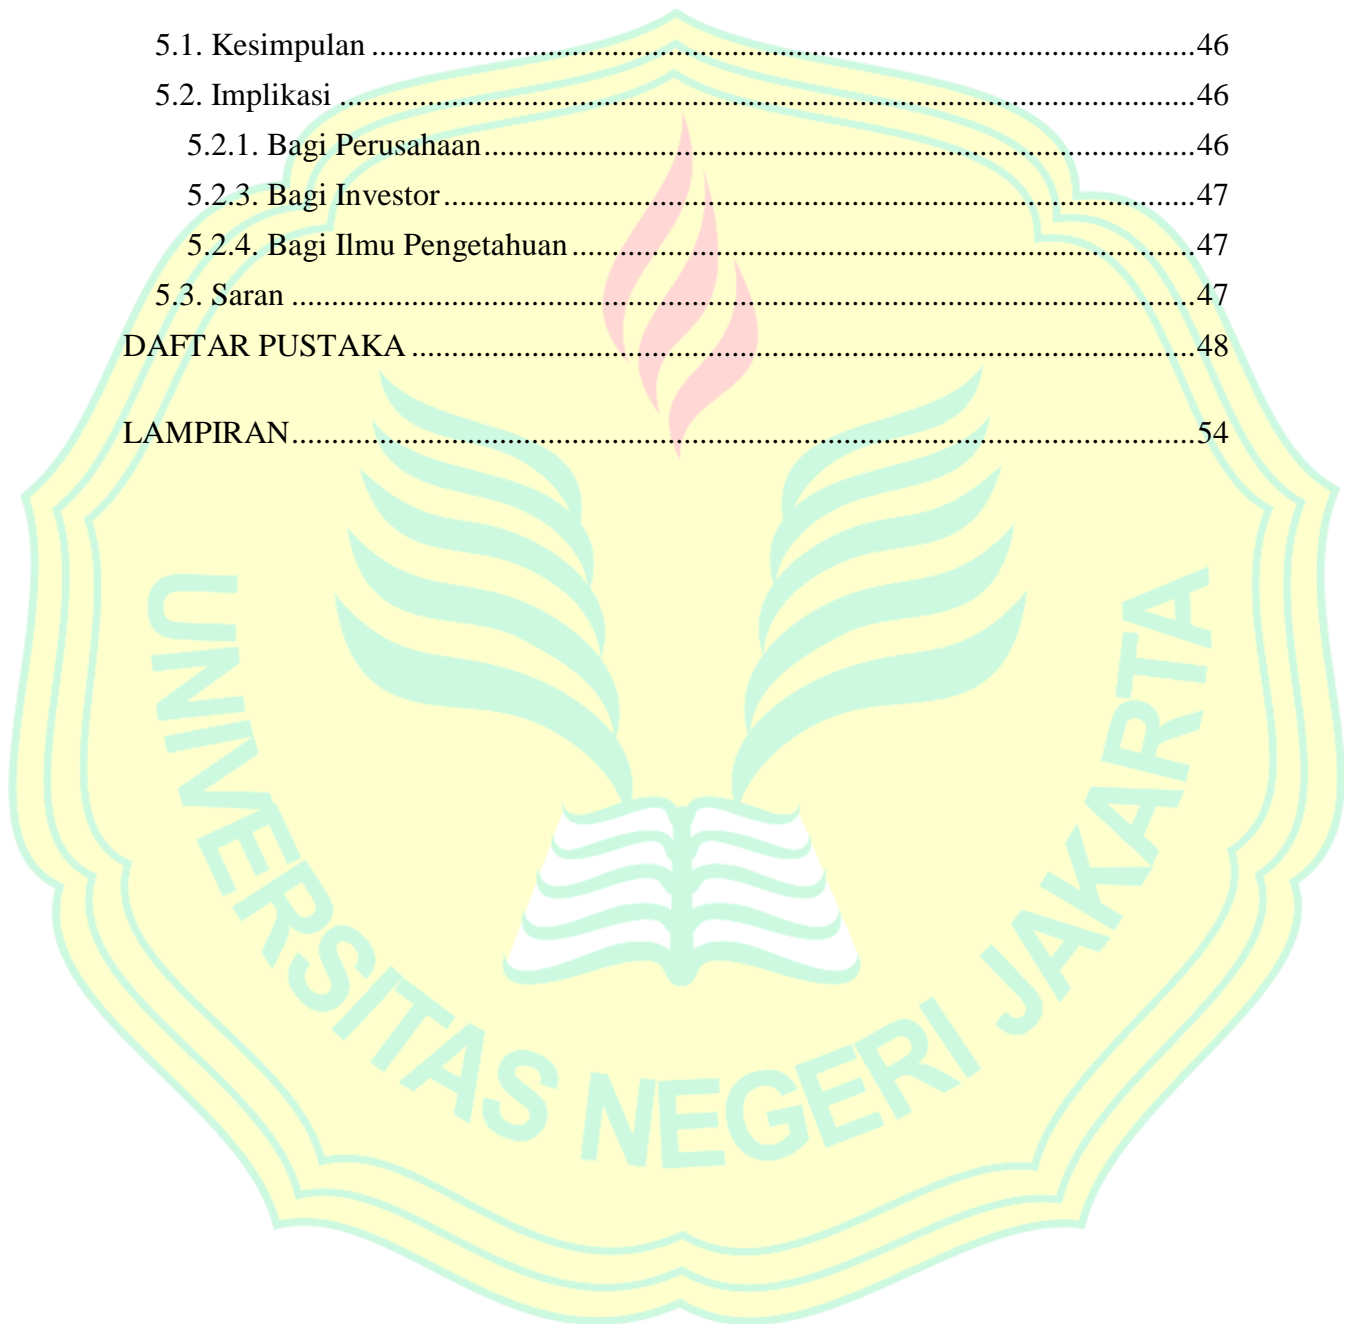 5.1. Kesimpulan ........................................................................................................46
5.2. Implikasi ............................................................................................................46
5.2.1. Bagi Perusahaan..........................................................................................46
5.2.3. Bagi Investor ...............................................................................................47
5.2.4. Bagi Ilmu Pengetahuan ...............................................................................47
5.3. Saran ..................................................................................................................47
DAFTAR PUSTAKA ...................................................................................................48
LAMPIRAN..................................................................................................................54
UNIVERSITAS NEGERI JAKARTA